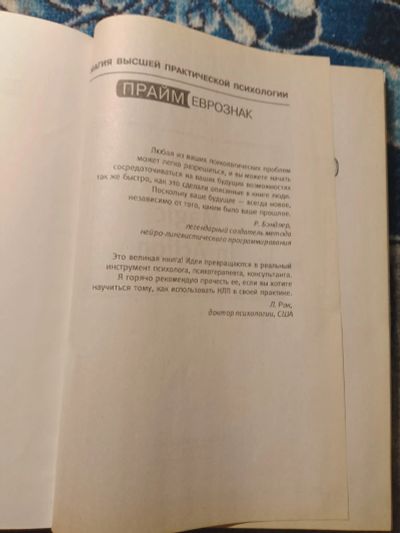 МАГИЯ ВЫСШЕЙ ПРАКТИЧЕСКОЙ ПСИХОЛОГИИ
ПРАЙМ ЕВРОЗНАК
Любая из ваших психологических проблем
может легко разрешиться, и вы можете начать
сосредоточиваться на ваших будущих возможностях
так же быстро, как это сделали описанные в книге люди.
Поскольку ваше будущее — всегда новое,
независимо от того, каким было ваше прошлое.
Р. Бэндлер,
легендарный создатель метода
нейро-лингвистического программирования
Это великая книга! Идеи превращаются в реальный
инструмент психолога, психотерапевта, консультанта.
Я горячо рекомендую прочесть ее, если вы хотите
научиться тому, как использовать НЛП в своей практике.
Л. Рэк,
доктор психологии, США